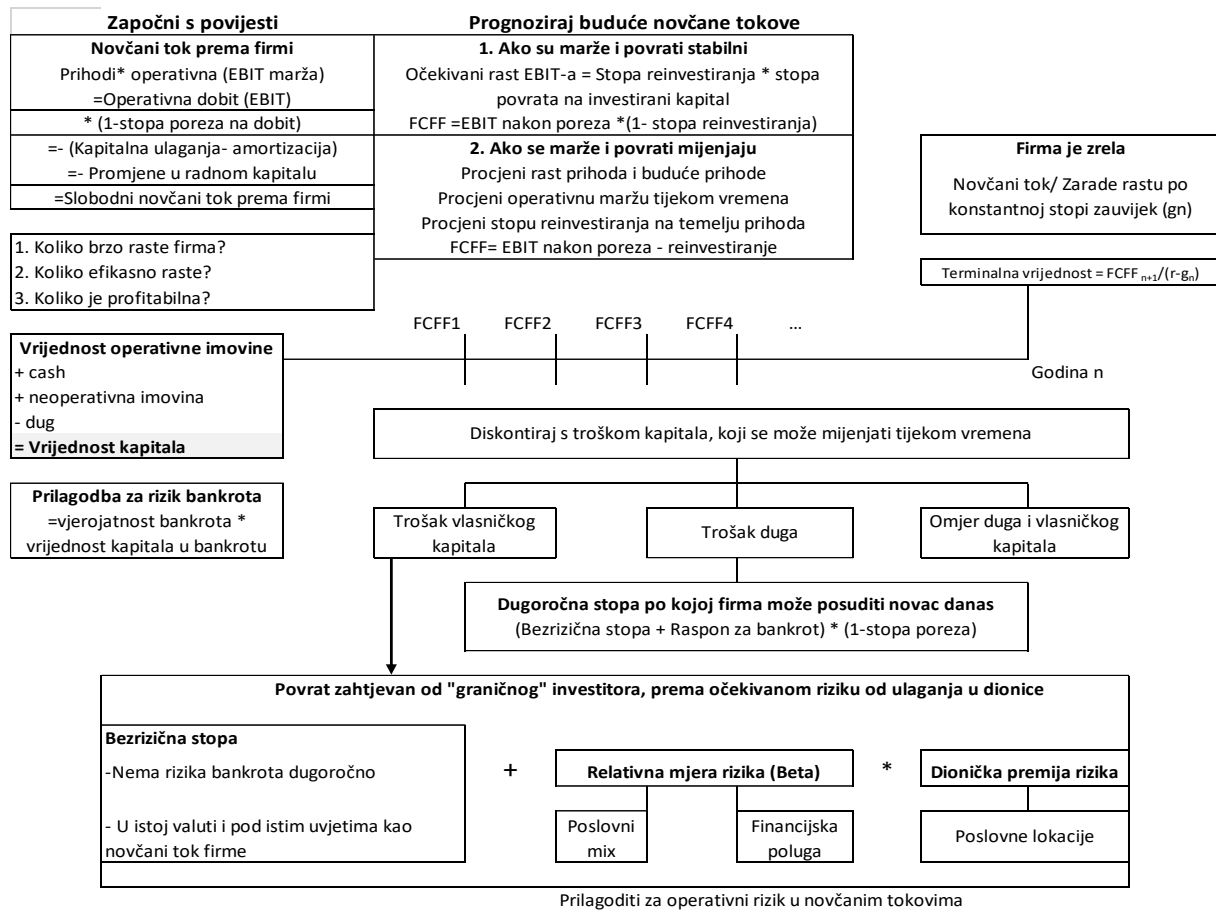 Započni s povijesti
Novčani tok prema firmi
Prihodi* operativna (EBIT marža)
=Operativna dobit (EBIT)
* (1-stopa poreza na dobit)
=- (Kapitalna ulaganja- amortizacija)
=- Promjene u radnom kapitalu
=Slobodni novčani tok prema firmi
1. Koliko brzo raste firma?
2. Koliko efikasno raste?
3. Koliko je profitabilna?
Prognoziraj buduće novčane tokove
1. Ako su marže i povrati stabilni
Očekivani rast EBIT-a = Stopa reinvestiranja * stopa
povrata na investirani kapital
FCFF =EBIT nakon poreza *(1- stopa reinvestiranja)
2. Ako se marže i povrati mijenjaju
Procjeni rast prihoda i buduće prihode
Procjeni operativnu maržu tijekom vremena
Procjeni stopu reinvestiranja na temelju prihoda
FCFF= EBIT nakon poreza - reinvestiranje
Firma je zrela
Novčani tok/ Zarade rastu po
konstantnoj stopi zauvijek (gn)
Terminalna vrijednost = FCFF n+1/(r-gn)
FCFF1 FCFF2 FCFF3 FCFF4 ...
Godina n
Vrijednost operativne imovine
+ cash
+ neoperativna imovina
- dug
= Vrijednost kapitala
Diskontiraj s troškom kapitala, koji se može mijenjati tijekom vremena
Prilagodba za rizik bankrota
=vjerojatnost bankrota *
vrijednost kapitala u bankrotu
Trošak vlasničkog
kapitala
Trošak duga
Omjer duga i vlasničkog
kapitala
Dugoročna stopa po kojoj firma može posuditi novac danas
(Bezrizična stopa + Raspon za bankrot) * (1-stopa poreza)
Povrat zahtjevan od "graničnog" investitora, prema očekivanom riziku od ulaganja u dionice
Bezrizična stopa
-Nema rizika bankrota dugoročno
- U istoj valuti i pod istim uvjetima kao
novčani tok firme
+
Relativna mjera rizika (Beta)
*
Dionička premija rizika
Poslovni
mix
Financijska
poluga
Poslovne lokacije
Prilagoditi za operativni rizik u novčanim tokovima